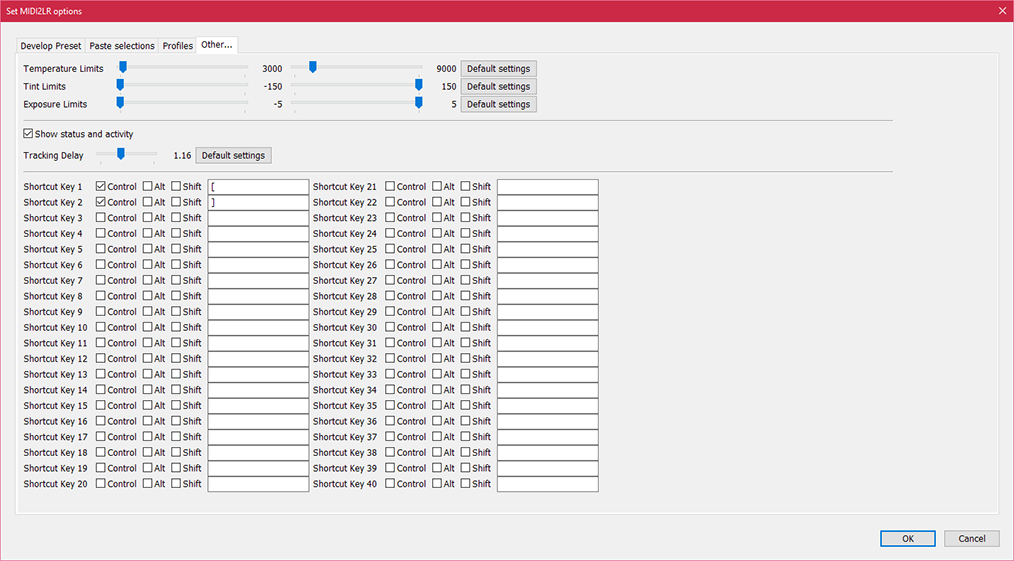 Set MIDI2LR options
Develop Preset Paste selections Profiles Other...
Temperature Limits 3000 9000 Default settings
Tint Limits -150 150 Default settings
Exposure Limits -5 5 Default settings
Show status and activity
Tracking Delay 1.16 Default settings
Shortcut Key 1 Control Alt Shift [ Shortcut Key 21 Control Alt Shift
Shortcut Key 2 Control Alt Shift ] Shortcut Key 22 Control Alt Shift
Shortcut Key 3 Control Alt Shift Shortcut Key 23 Control Alt Shift
Shortcut Key 4 Control Alt Shift Shortcut Key 24 Control Alt Shift
Shortcut Key 5 Control Alt Shift Shortcut Key 25 Control Alt Shift
Shortcut Key 6 Control Alt Shift Shortcut Key 26 Control Alt Shift
Shortcut Key 7 Control Alt Shift Shortcut Key 27 Control Alt Shift
Shortcut Key 8 Control Alt Shift Shortcut Key 28 Control Alt Shift
Shortcut Key 9 Control Alt Shift Shortcut Key 29 Control Alt Shift
Shortcut Key 10 Control Alt Shift Shortcut Key 30 Control Alt Shift
Shortcut Key 11 Control Alt Shift Shortcut Key 31 Control Alt Shift
Shortcut Key 12 Control Alt Shift Shortcut Key 32 Control Alt Shift
Shortcut Key 13 Control Alt Shift Shortcut Key 33 Control Alt Shift
Shortcut Key 14 Control Alt Shift Shortcut Key 34 Control Alt Shift
Shortcut Key 15 Control Alt Shift Shortcut Key 35 Control Alt Shift
Shortcut Key 16 Control Alt Shift Shortcut Key 36 Control Alt Shift
Shortcut Key 17 Control Alt Shift Shortcut Key 37 Control Alt Shift
Shortcut Key 18 Control Alt Shift Shortcut Key 38 Control Alt Shift
Shortcut Key 19 Control Alt Shift Shortcut Key 39 Control Alt Shift
Shortcut Key 20 Control Alt Shift Shortcut Key 40 Control Alt Shift
OK Cancel